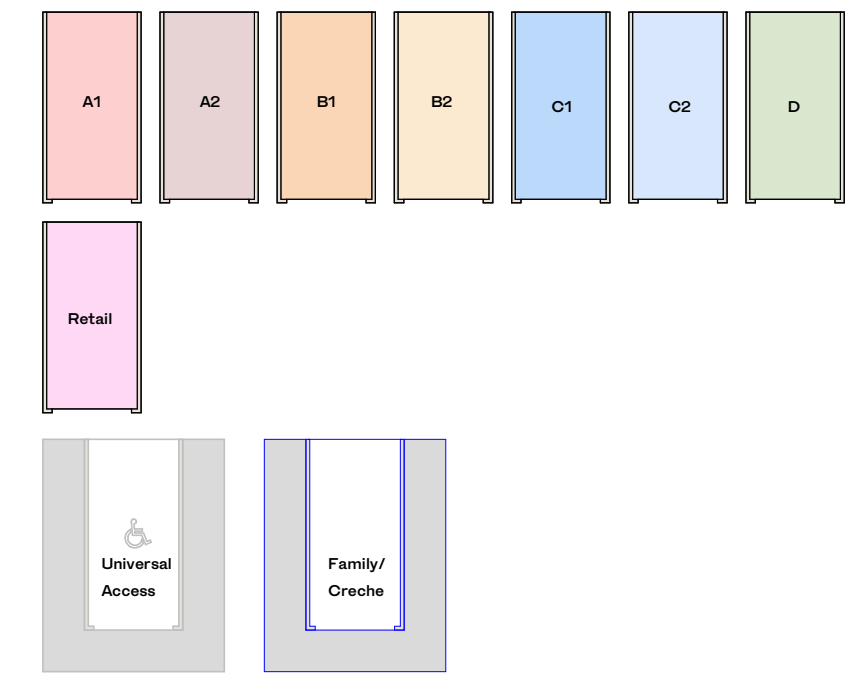 A1
A2
B1
B2
C1
C2
D
Retail
Universal
Access
Family/
Creche